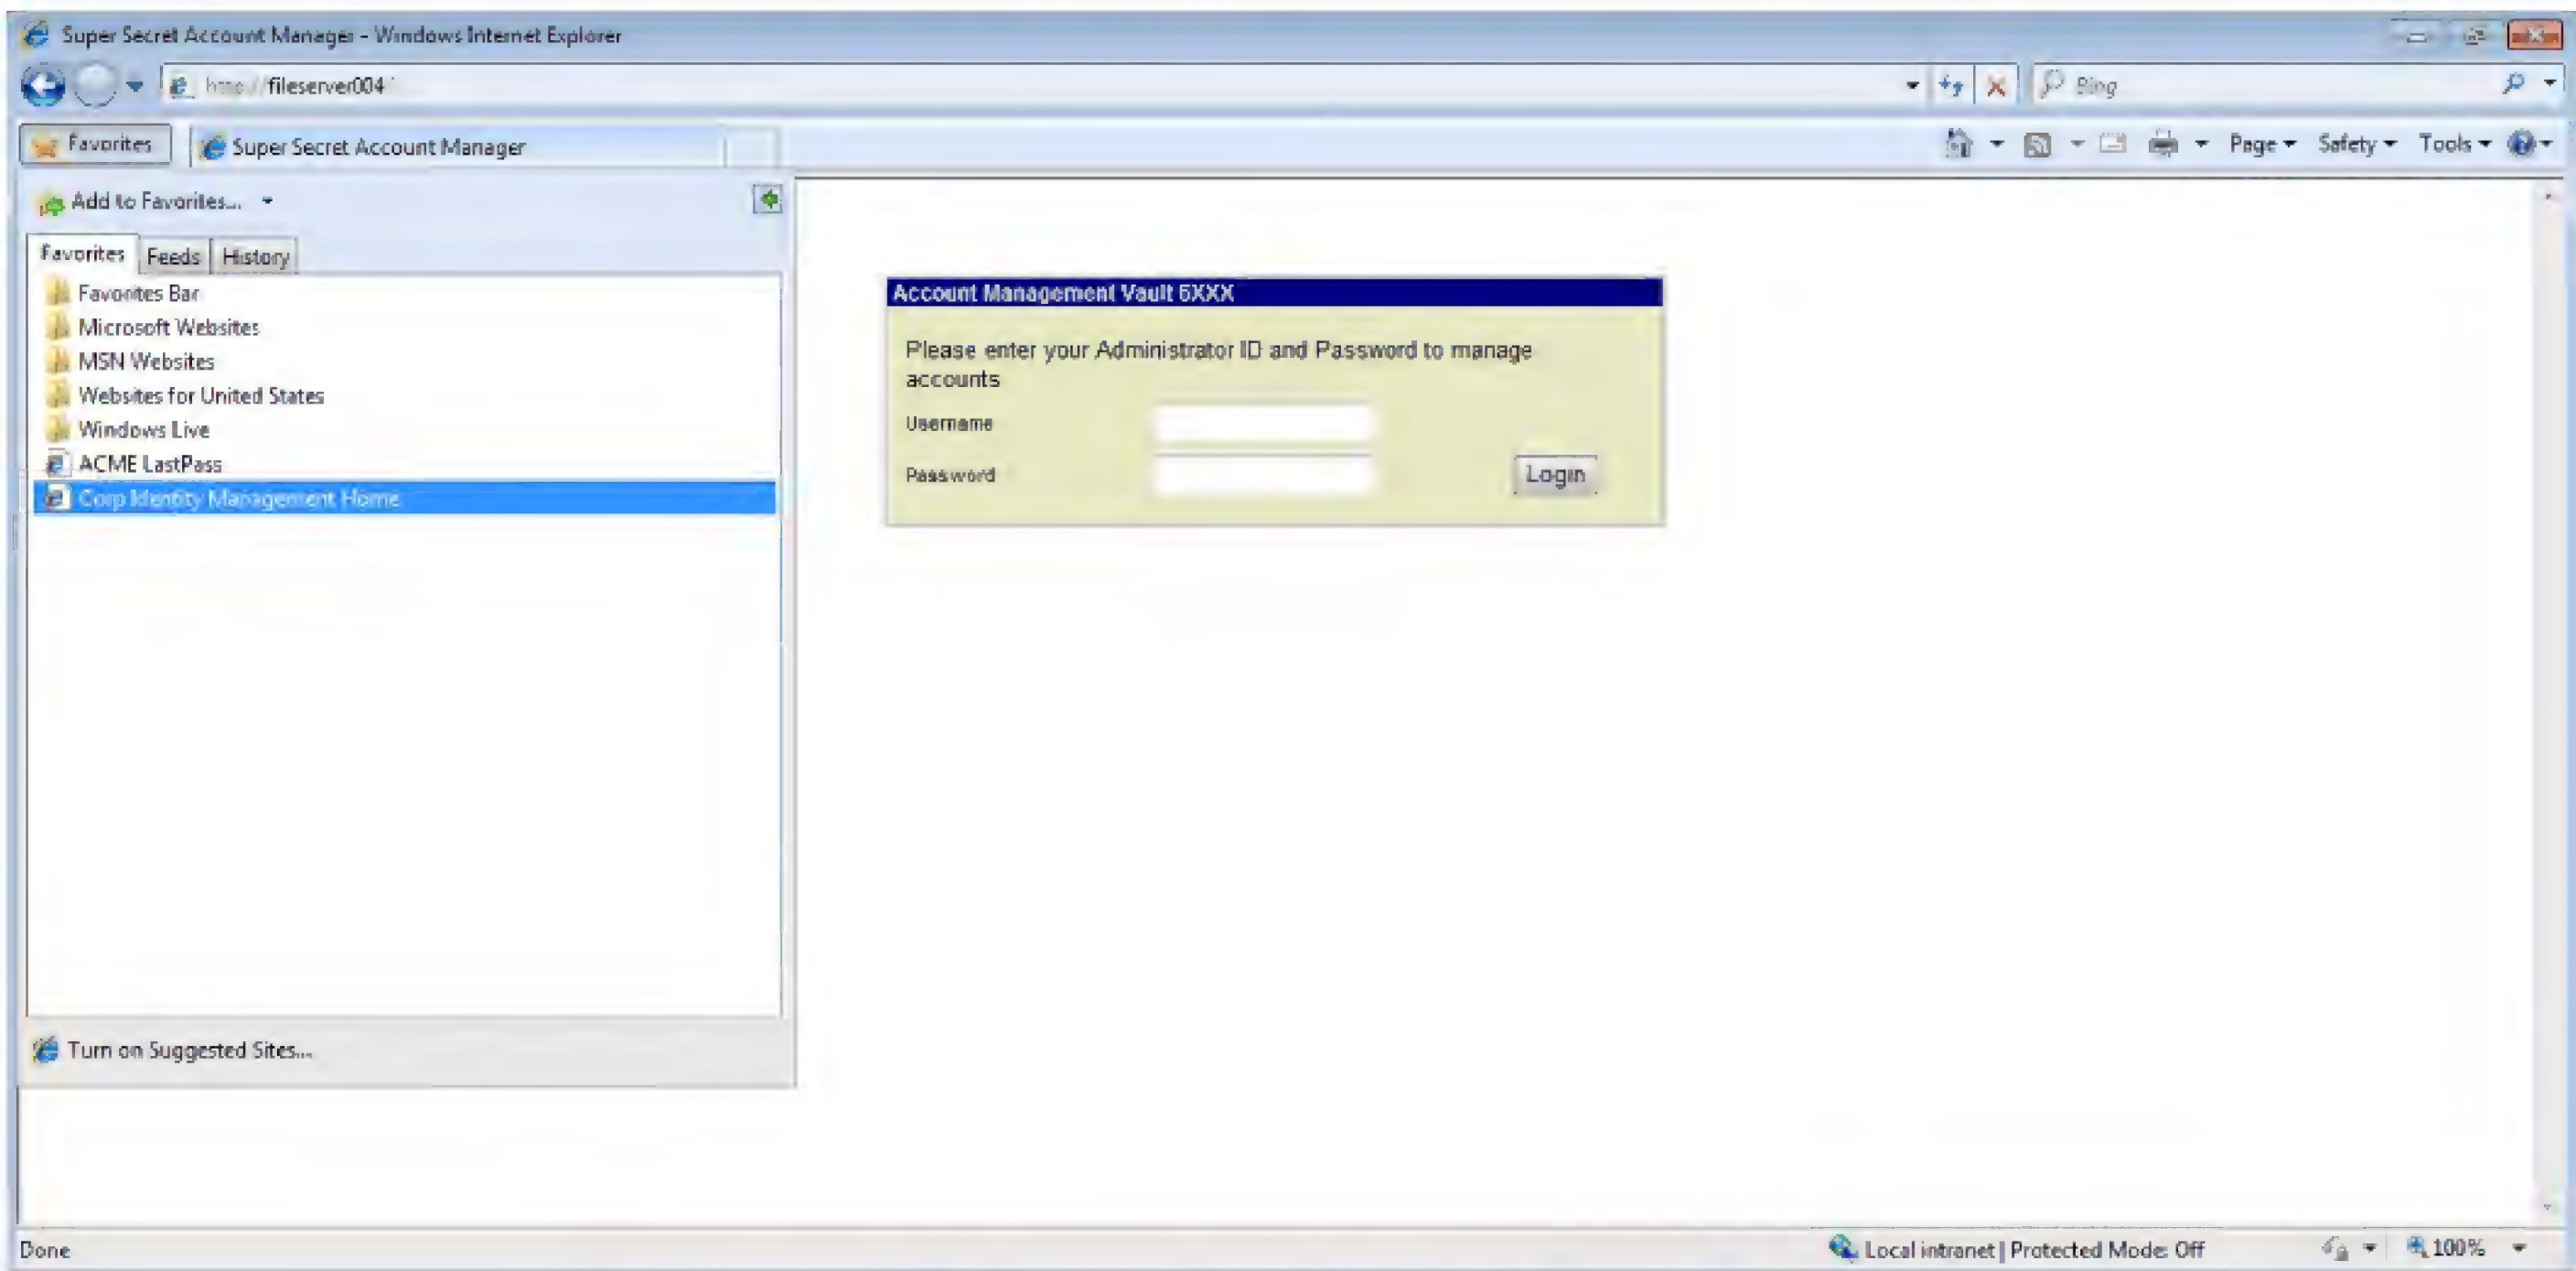 Super Secret Account Manager - Windows Internet Explorer
http://fileserver004
Bing
Favorites
Super Secret Account Manager
Page
Safety
Tools
Add to Favorites...
Favorites
Feeds
History
Favorites Bar
Microsoft Websites
MSN Websites
Websites for United States
Windows Live
ACME LastPass
Corp Identity Management Home
Turn on Suggested Sites...
Account Management Vault 6XXX
Please enter your Administrator ID and Password to manage
accounts
Username
Password
Login
Done
Local intranet | Protected Mode: Off
100%